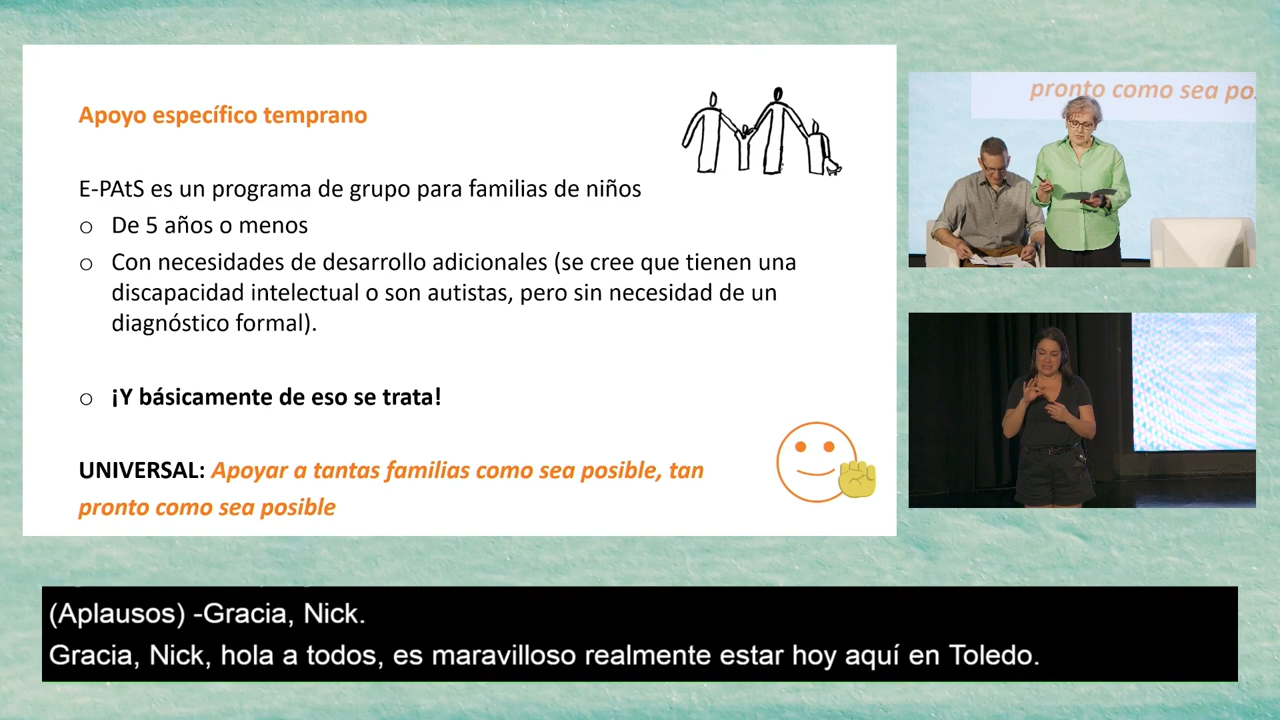 Apoyo específico temprano
E-PAtS es un programa de grupo para familias de niños
○ De 5 años o menos
○ Con necesidades de desarrollo adicionales (se cree que tienen una
discapacidad intelectual o son autistas, pero sin necesidad de un
diagnóstico formal).
○ ¡Y básicamente de eso se trata!
UNIVERSAL: Apoyar a tantas familias como sea posible, tan
pronto como sea posible
pronto como sea pos
(Aplausos) -Gracia, Nick.
Gracia, Nick, hola a todos, es maravilloso realmente estar hoy aquí en Toledo.